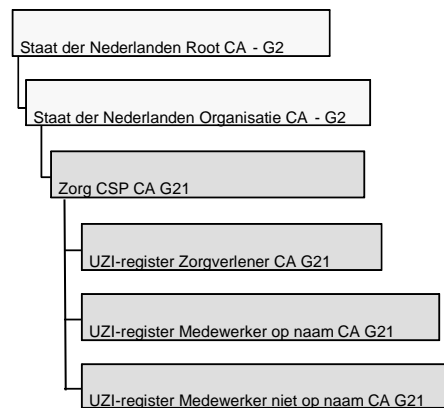 Staat der Nederlanden Root CA - G2
Staat der Nederlanden Organisatie CA - G2
Zorg CSP CA G21
UZI-register Zorgverlener CA G21
UZI-register Medewerker op naam CA G21
UZI-register Medewerker niet op naam CA G21